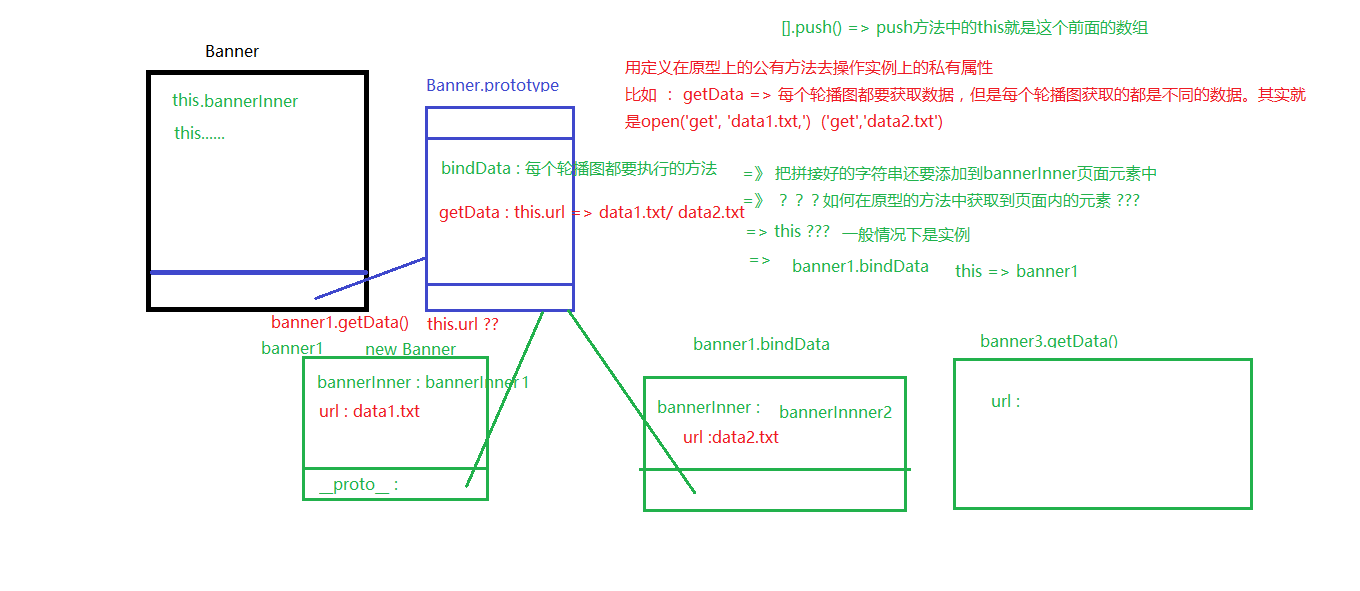 [].push() => push方法中的this就是这个前面的数组
Banner
用定义在原型上的公有方法去操作实例上的私有属性
Banner.prototype
比如 ： getData => 每个轮播图都要获取数据，但是每个轮播图获取的都是不同的数据。其实就
是open('get', 'data1.txt,') ('get','data2.txt')
this.bannerInner
this......
bindData : 每个轮播图都要执行的方法
=》 把拼接好的字符串还要添加到bannerInner页面元素中
=》 ？？？如何在原型的方法中获取到页面内的元素 ???
getData : this.url => data1.txt/ data2.txt
=> this ??? 一般情况下是实例
=> banner1.bindData this => banner1
banner1.getData() this.url ??
banner1 new Banner
banner1.bindData
banner3.getData()
bannerInner : bannerInner1
url : data1.txt
__proto__ :
bannerInner : bannerInnner2
url :data2.txt
url :